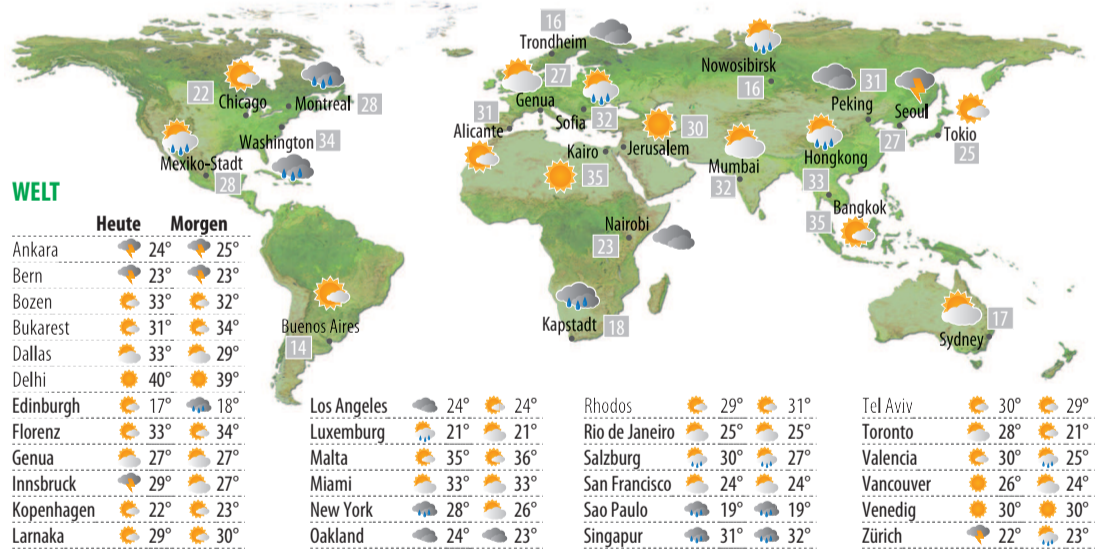 16
Trondheim
Nowosibirsk
16
27
Genua
Peking
31
Seoul
27
22
Chicago
Montreal
28
31
Alicante
Sofia
32
30
Jerusalem
Kairo
35
Tokio
25
Washington 34
Mexiko-Stadt
28
Mumbai
32
Hongkong
33
Bangkok
35
Nairobi
23
Kapstadt
18
Buenos Aires
14
17
Sydney
WELT
Heute Morgen
Ankara 24° 25°
Bern 23° 23°
Bozen 33° 32°
Bukarest 31° 34°
Dallas 33° 29°
Delhi 40° 39°
Edinburgh 17° 18°
Florenz 33° 34°
Genua 27° 27°
Innsbruck 29° 27°
Kopenhagen 22° 23°
Larnaka 29° 30°
Los Angeles 24° 24°
Luxemburg 21° 21°
Malta 35° 36°
Miami 33° 33°
New York 28° 26°
Oakland 24° 23°
Rhodos 29° 31°
Rio de Janeiro 25° 25°
Salzburg 30° 27°
San Francisco 24° 24°
Sao Paulo 19° 19°
Singapur 31° 32°
Tel Aviv 30° 29°
Toronto 28° 21°
Valencia 30° 25°
Vancouver 26° 24°
Venedig 30° 30°
Zürich 22° 23°